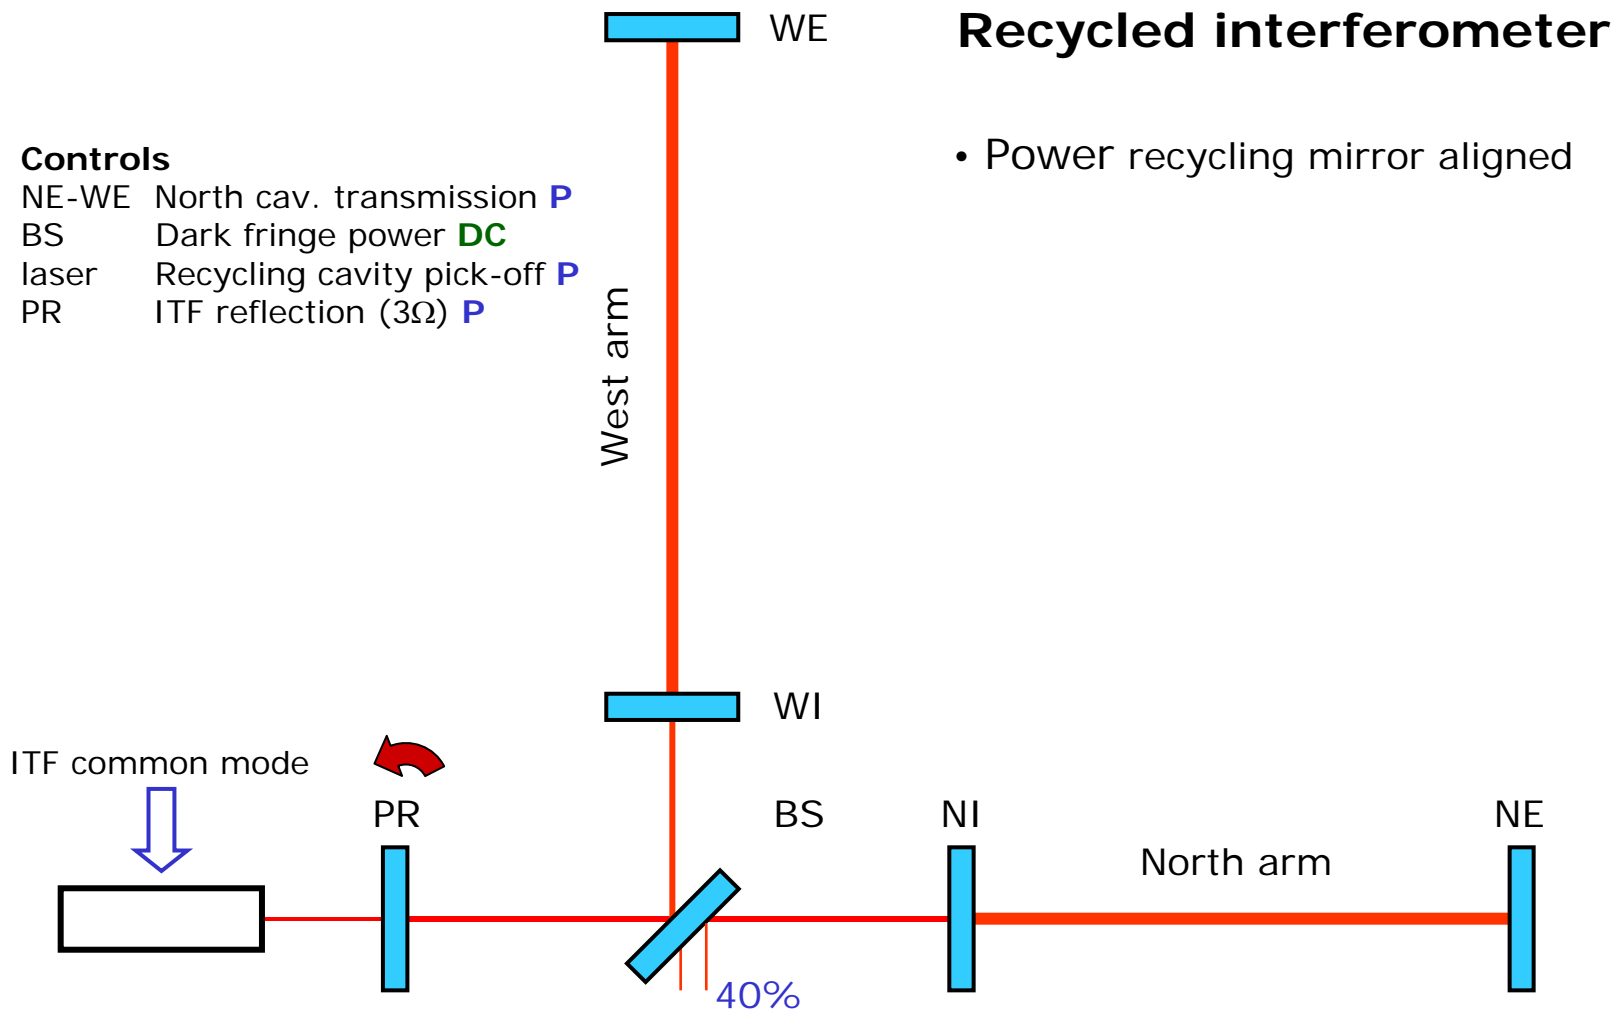 WE
Recycled interferometer
• Power recycling mirror aligned
Controls
NE-WE North cav. transmission P
BS Dark fringe power DC
laser Recycling cavity pick-off P
PR ITF reflection (3Ω) P
West arm
WI
ITF common mode
PR
BS
NI
NE
North arm
40%